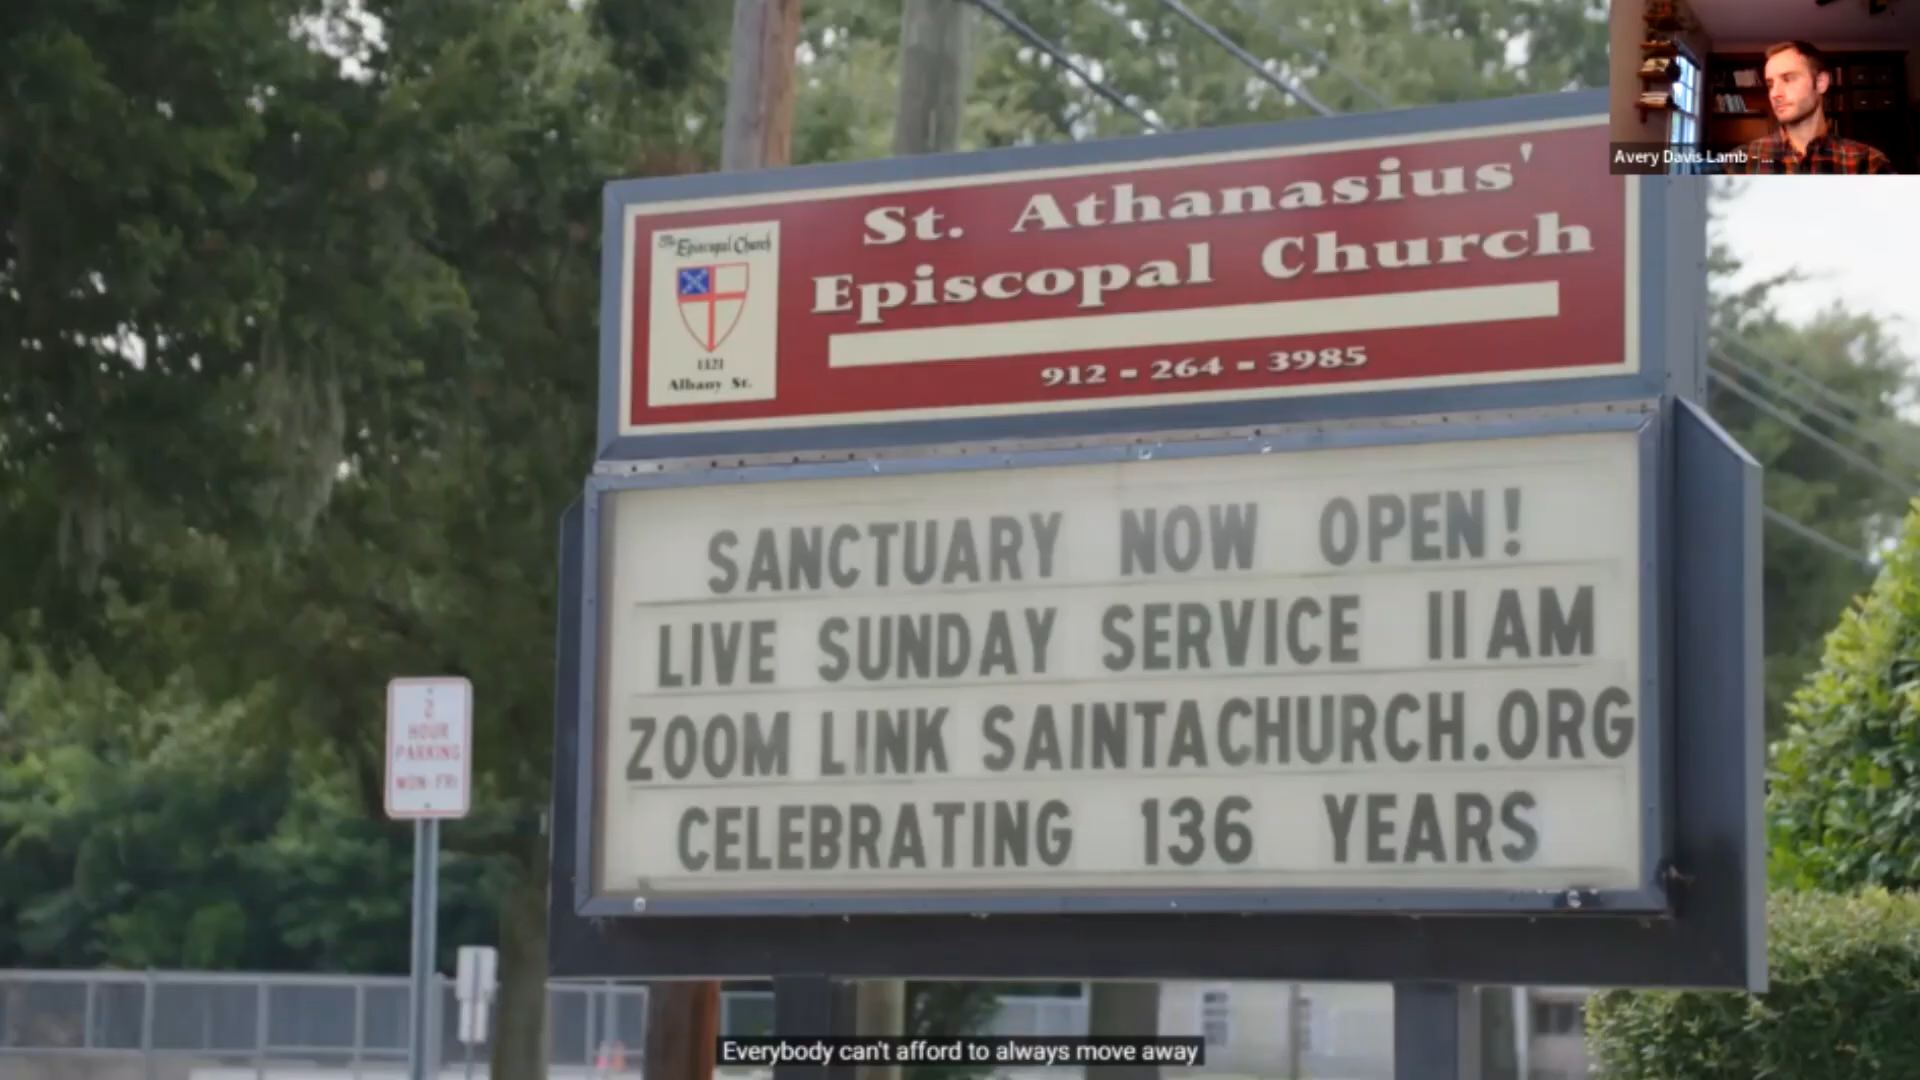 Avery Davis Lamb - ...
St. Athanasius'
Episcopal Church
912 - 264 - 3985
The Episcopal Church
1321
Albany St.
SANCTUARY NOW OPEN!
LIVE SUNDAY SERVICE 11 AM
ZOOM LINK SAINTACHURCH.ORG
CELEBRATING 136 YEARS
2
HOUR
PARKING
MON-FRI
Everybody can't afford to always move away